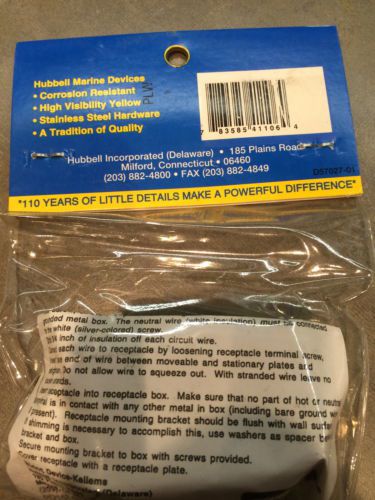 Hubbell Marine Devices
• Corrosion Resistant
• High Visibility Yellow
• Stainless Steel Hardware
• A Tradition of Quality
PLW
7 83585 41106 4
Hubbell Incorporated (Delaware) • 185 Plains Road
Milford, Connecticut • 06460
(203) 882-4800 • FAX (203) 882-4849
D57027-01
"110 YEARS OF LITTLE DETAILS MAKE A POWERFUL DIFFERENCE"
metal box. The neutral wire (white insulation) must be connected
white (silver-colored) screw.
inch of insulation off each circuit wire.
each wire to receptacle by loosening receptacle terminal screw,
end of wire between moveable and stationary plates and
Do not allow wire to squeeze out. With stranded wire leave no
receptacle into receptacle box. Make sure that no part of hot or
is in contact with any other metal in box (including bare ground
present). Receptacle mounting bracket should be flush with wall
shimming is necessary to accomplish this, use washers as spacer
bracket and box.
Secure mounting bracket to box with screws provided.
Cover receptacle with a receptacle plate.
Device-Kellems
(Delaware)